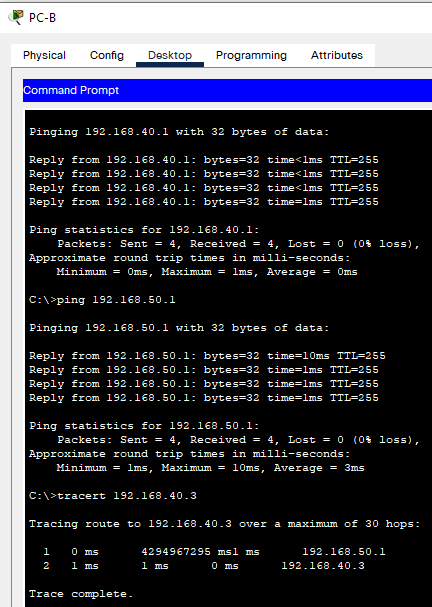 PC-B
Physical Config Desktop Programming Attributes
Command Prompt
Pinging 192.168.40.1 with 32 bytes of data:
Reply from 192.168.40.1: bytes=32 time<1ms TTL=255
Reply from 192.168.40.1: bytes=32 time<1ms TTL=255
Reply from 192.168.40.1: bytes=32 time<1ms TTL=255
Reply from 192.168.40.1: bytes=32 time=1ms TTL=255
Ping statistics for 192.168.40.1:
Packets: Sent = 4, Received = 4, Lost = 0 (0% loss),
Approximate round trip times in milli-seconds:
Minimum = 0ms, Maximum = 1ms, Average = 0ms
C:\>ping 192.168.50.1
Pinging 192.168.50.1 with 32 bytes of data:
Reply from 192.168.50.1: bytes=32 time=10ms TTL=255
Reply from 192.168.50.1: bytes=32 time=1ms TTL=255
Reply from 192.168.50.1: bytes=32 time=1ms TTL=255
Reply from 192.168.50.1: bytes=32 time=1ms TTL=255
Ping statistics for 192.168.50.1:
Packets: Sent = 4, Received = 4, Lost = 0 (0% loss),
Approximate round trip times in milli-seconds:
Minimum = 1ms, Maximum = 10ms, Average = 3ms
C:\>tracert 192.168.40.3
Tracing route to 192.168.40.3 over a maximum of 30 hops:
1 0 ms 4294967295 ms1 ms 192.168.50.1
2 1 ms 1 ms 0 ms 192.168.40.3
Trace complete.